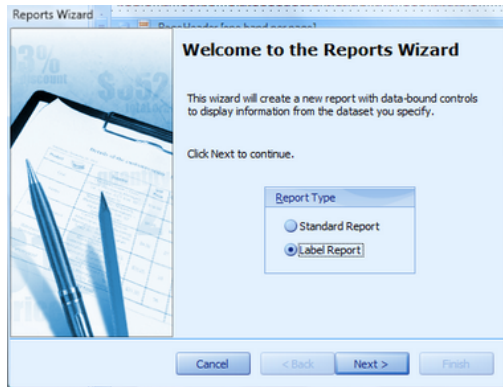 Reports Wizard
Welcome to the Reports Wizard
This wizard will create a new report with data-bound controls
to display information from the dataset you specify.
Click Next to continue.
Report Type
Standard Report
Label Report
Cancel
< Back
Next >
Finish